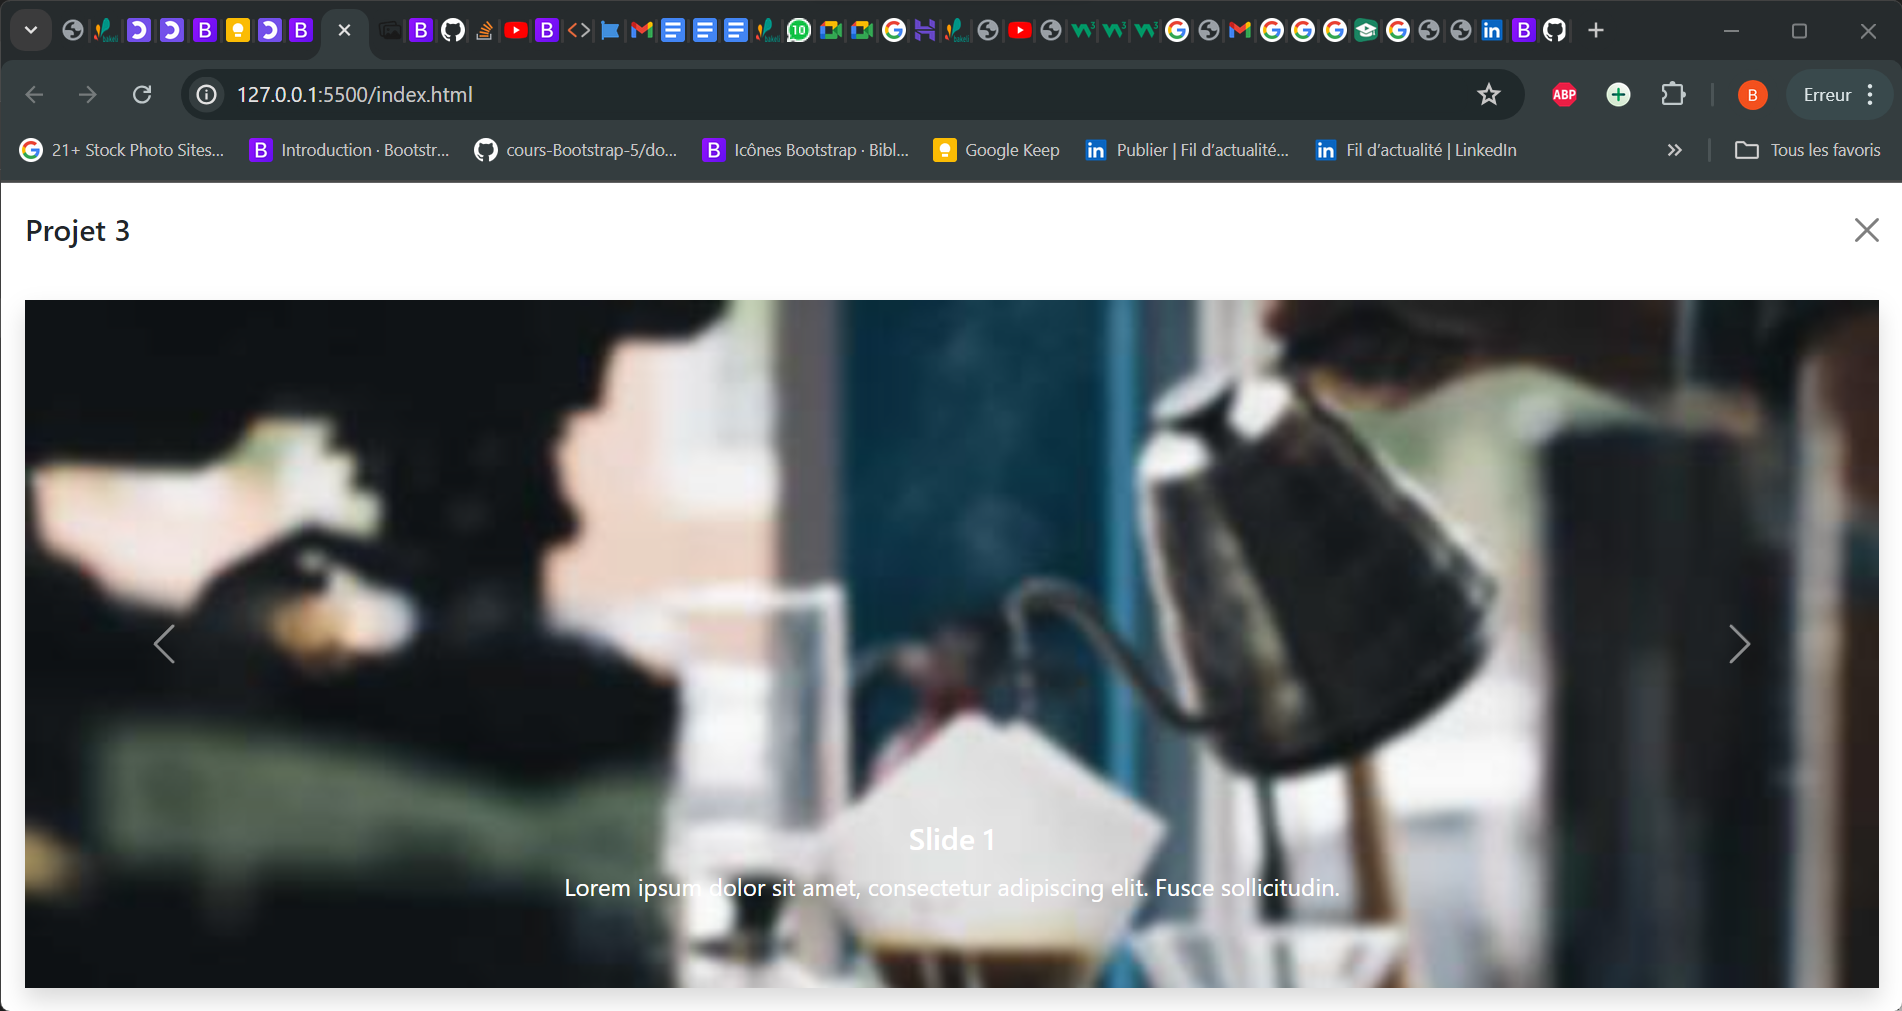 127.0.0.1:5500/index.html
ABP
B
Erreur
21+ Stock Photo Sites...
B
Introduction · Bootstr...
cours-Bootstrap-5/do...
B
Icônes Bootstrap · Bibl...
Google Keep
in
Publier | Fil d'actualité...
in
Fil d'actualité | LinkedIn
Tous les favoris
Projet 3
Slide 1
Lorem ipsum dolor sit amet, consectetur adipiscing elit. Fusce sollicitudin.